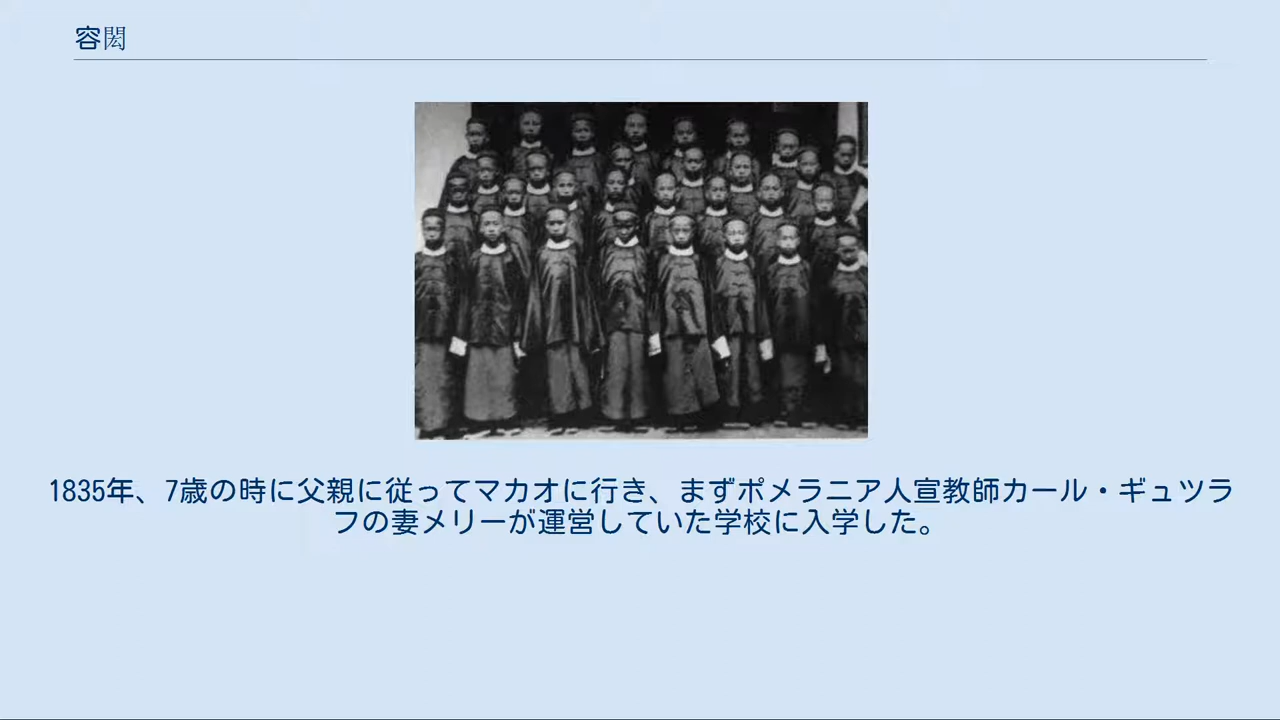 容閎
1835年、7歳の時に父親に従ってマカオに行き、まずポメラニア人宣教師カール・ギュツラ
フの妻メリーが運営していた学校に入学した。